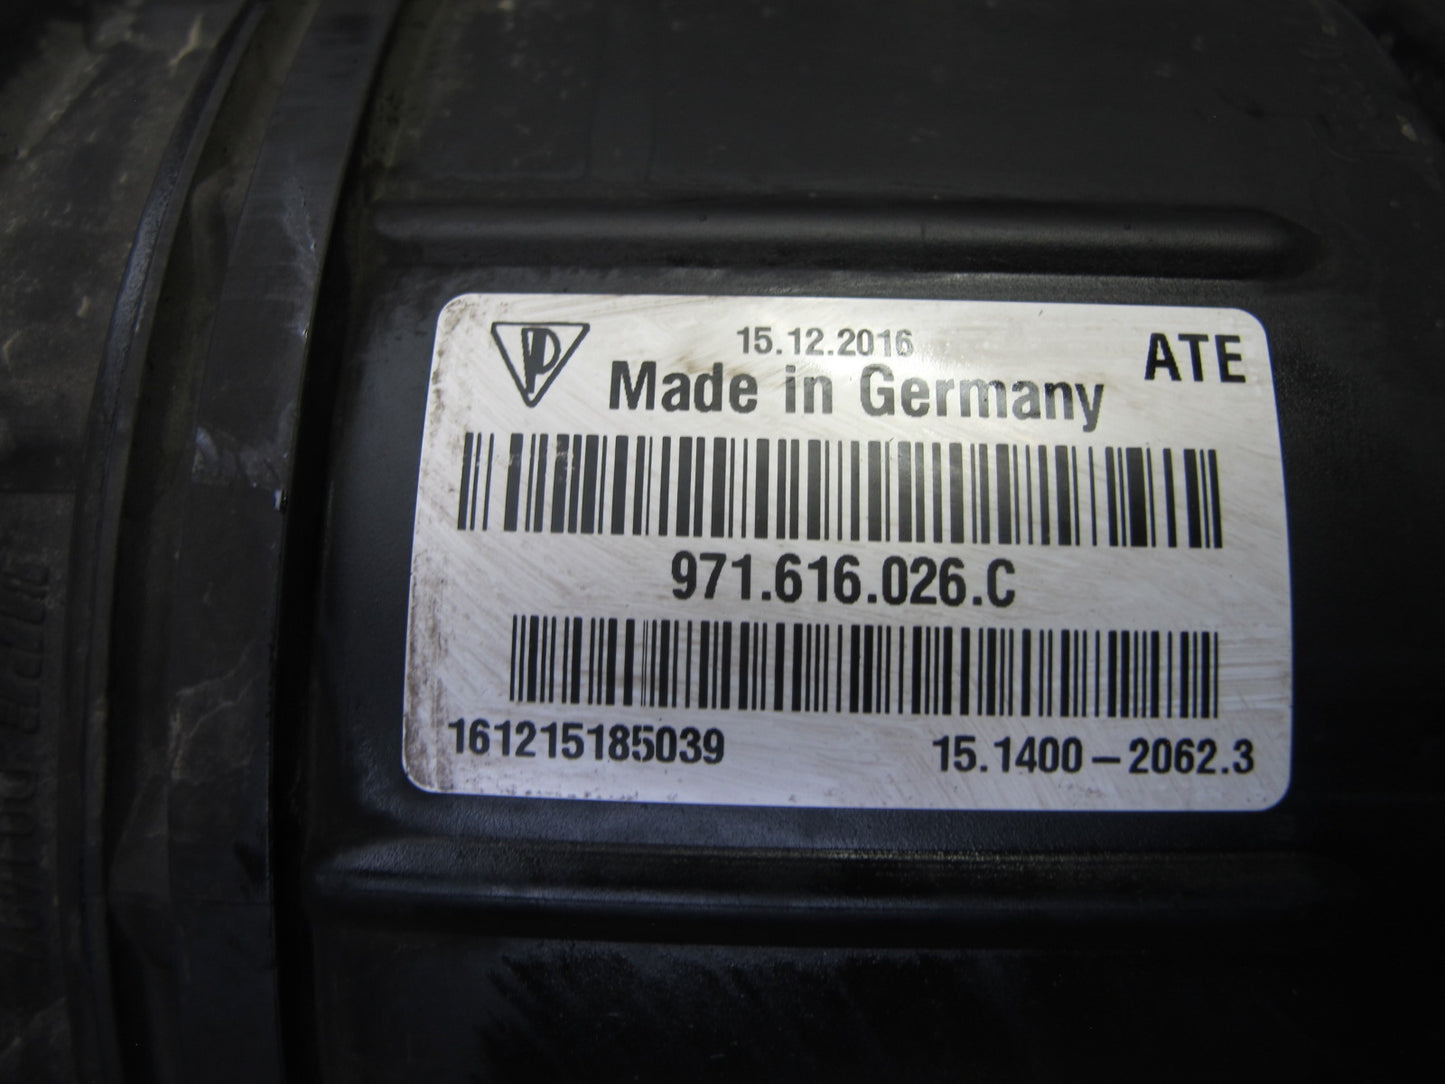 15.12.2016
ATE
Made in Germany
971.616.026.C
161215185039
15.1400-2062.3